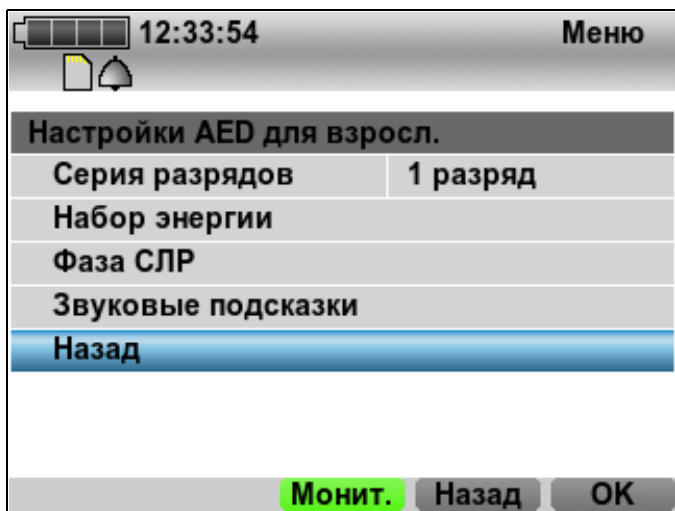 12:33:54 Меню
Настройки AED для взросл.
Серия разрядов 1 разряд
Набор энергии
Фаза СЛР
Звуковые подсказки
Назад
Монит. Назад OK